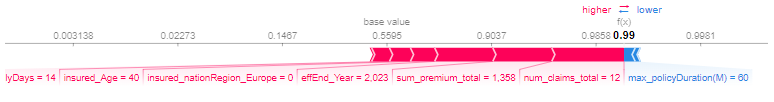 higher ⇄ lower
base value f(x)
0.003138 0.02273 0.1467 0.5595 0.9037 0.9858 0.99 0.9981
lyDays = 14 insured_Age = 40 insured_nationRegion_Europe = 0 effEnd_Year = 2,023 sum_premium_total = 1,358 num_claims_total = 12 max_policyDuration(M) = 60